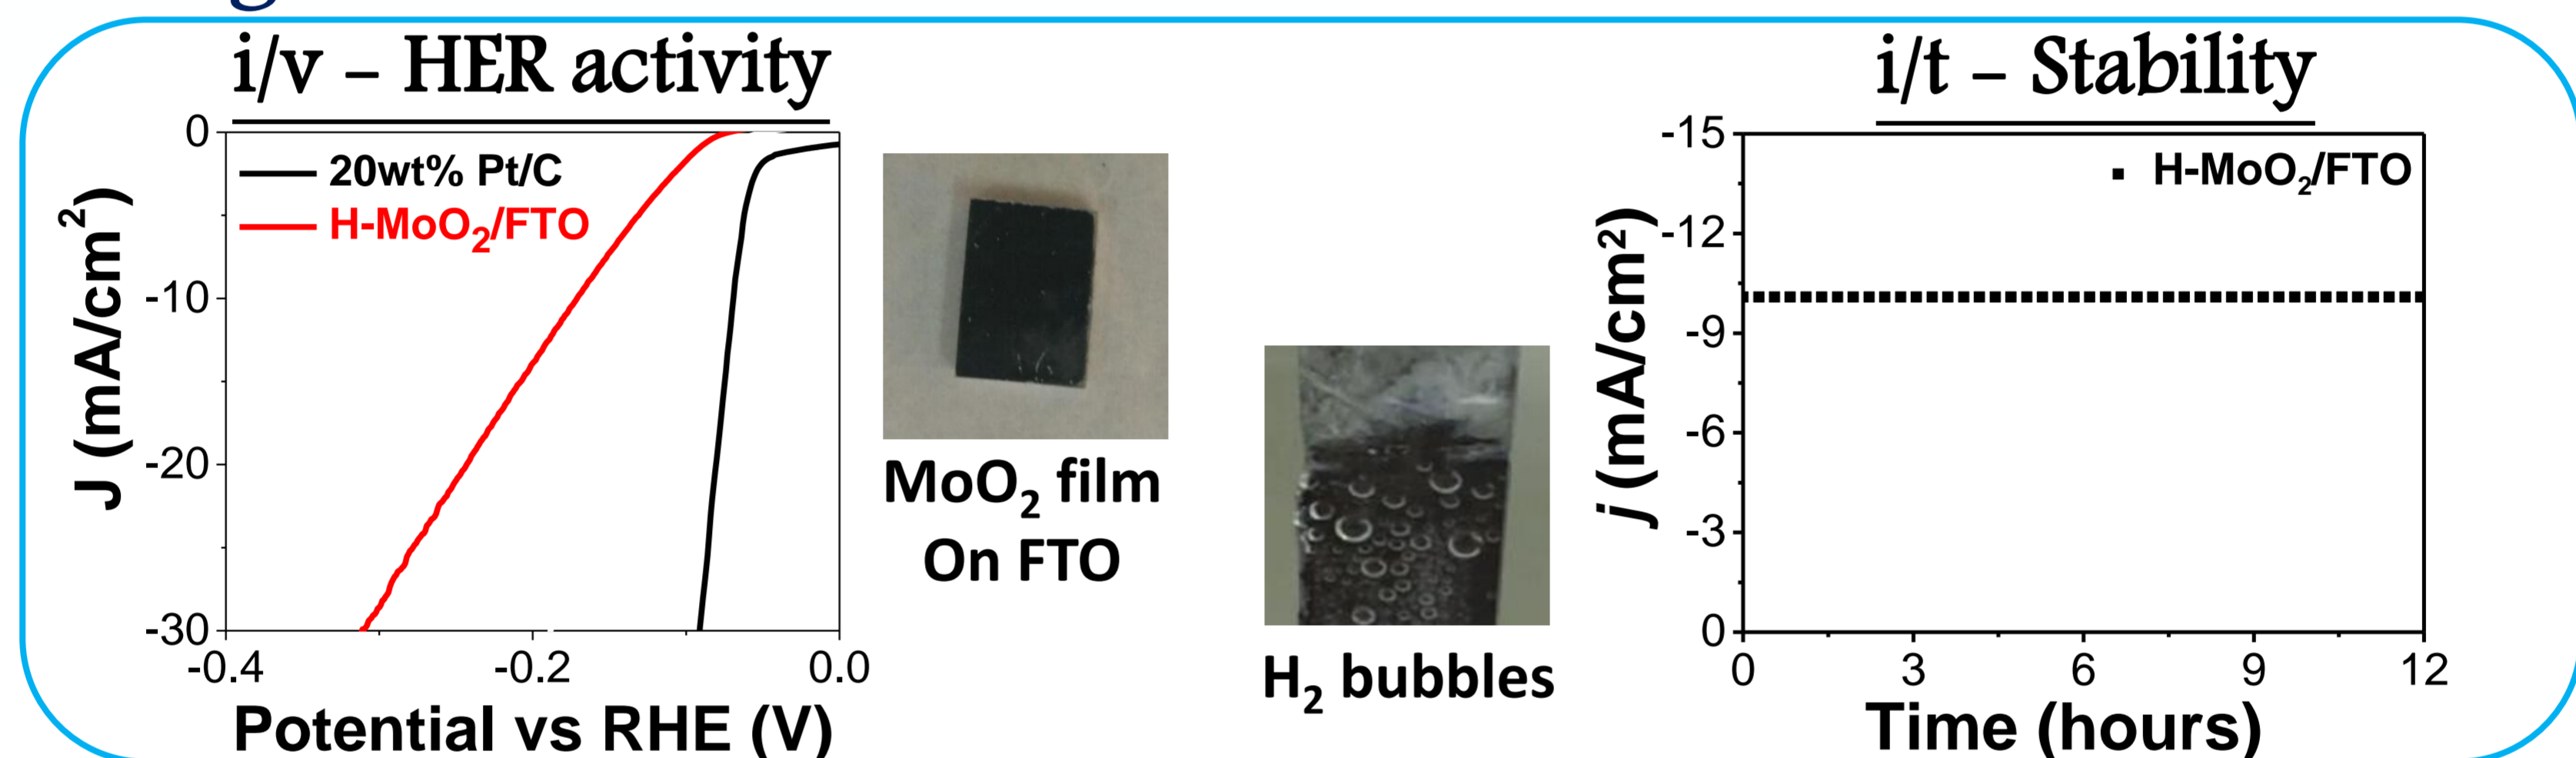 i/v – HER activity
0
-10
-20
-30
J (mA/cm²)
20wt% Pt/C
H-MoO₂/FTO
-0.4 -0.2 0.0
Potential vs RHE (V)
MoO₂ film
On FTO
H₂ bubbles
i/t – Stability
-15
-12
-9
-6
-3
0
j (mA/cm²)
H-MoO₂/FTO
0 3 6 9 12
Time (hours)